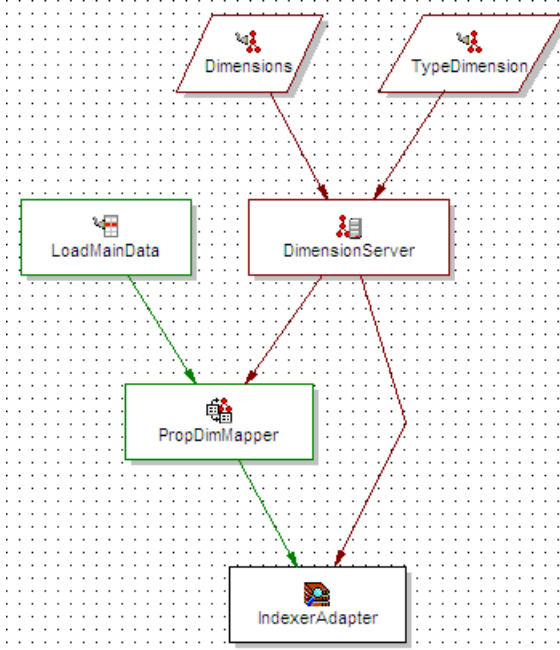 Dimensions
TypeDimension
LoadMainData
DimensionServer
PropDimMapper
IndexerAdapter